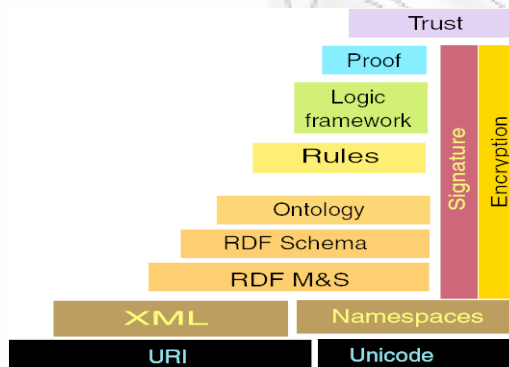 Trust
Proof
Logic
framework
Rules
Ontology
RDF Schema
RDF M&S
Signature
Encryption
XML
Namespaces
URI
Unicode